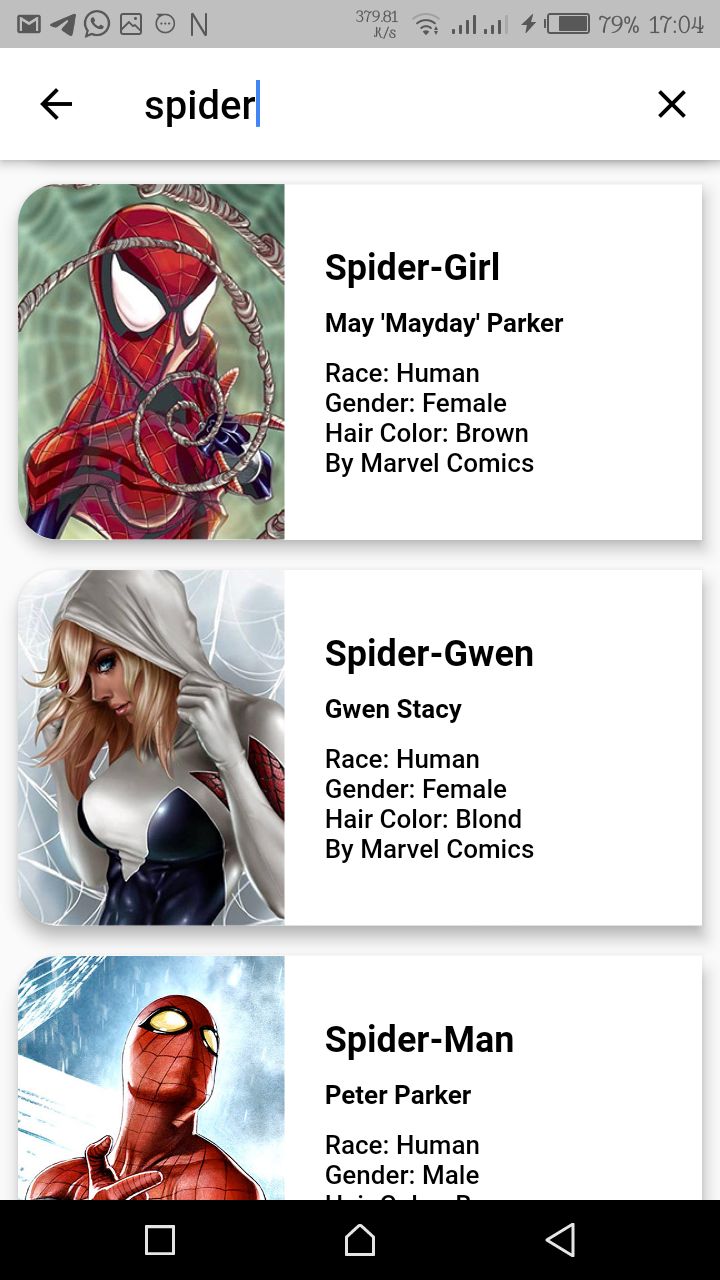 379.81
K/s
79% 17:04
spider
Spider-Girl
May 'Mayday' Parker
Race: Human
Gender: Female
Hair Color: Brown
By Marvel Comics
Spider-Gwen
Gwen Stacy
Race: Human
Gender: Female
Hair Color: Blond
By Marvel Comics
Spider-Man
Peter Parker
Race: Human
Gender: Male